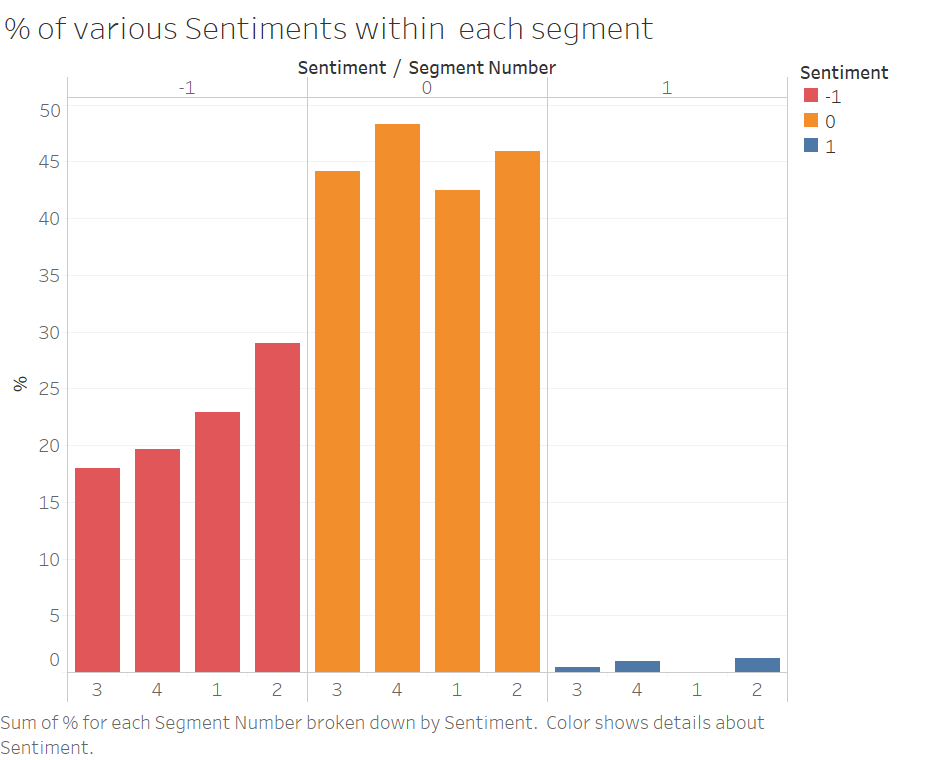 % of various Sentiments within each segment
Sentiment / Segment Number
-1 0 1
Sentiment
-1
0
1
50
45
40
35
30
25
20
15
10
5
0
%
3 4 1 2 3 4 1 2 3 4 1 2
Sum of % for each Segment Number broken down by Sentiment. Color shows details about
Sentiment.